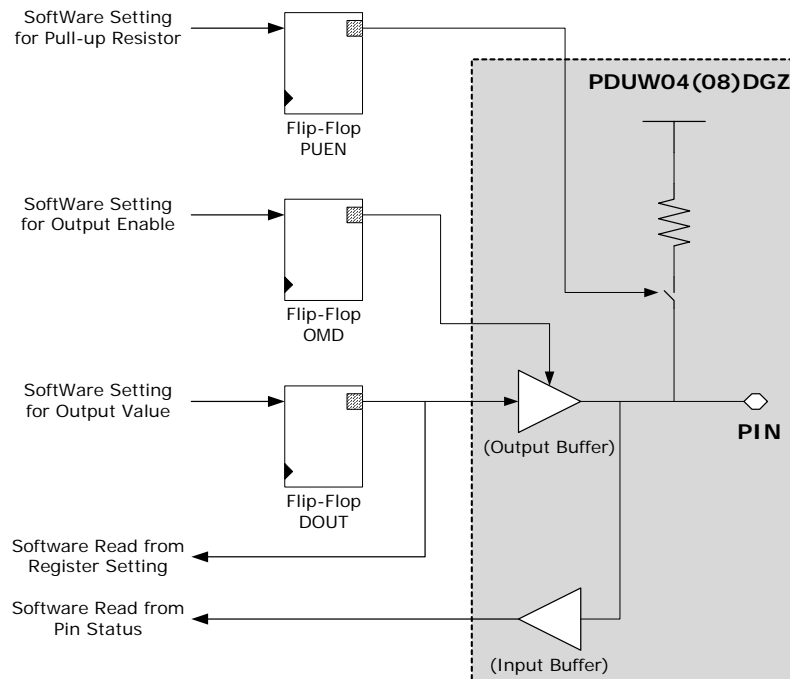 SoftWare Setting
for Pull-up Resistor
Flip-Flop
PUEN
PDUW04(08)DGZ
SoftWare Setting
for Output Enable
Flip-Flop
OMD
SoftWare Setting
for Output Value
Flip-Flop
DOUT
(Output Buffer)
PIN
Software Read from
Register Setting
Software Read from
Pin Status
(Input Buffer)